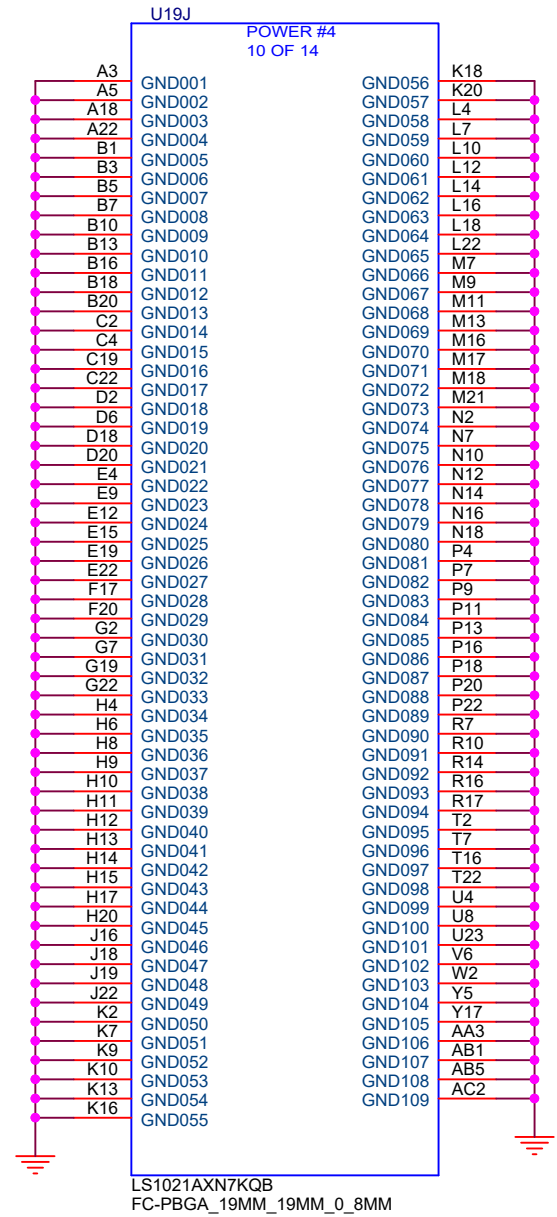 U19J
POWER #4
10 OF 14
A3 GND001 GND056 K18
A5 GND002 GND057 K20
A18 GND003 GND058 L4
A22 GND004 GND059 L7
B1 GND005 GND060 L10
B3 GND006 GND061 L12
B5 GND007 GND062 L14
B7 GND008 GND063 L16
B10 GND009 GND064 L18
B13 GND010 GND065 L22
B16 GND011 GND066 M7
B18 GND012 GND067 M9
B20 GND013 GND068 M11
C2 GND014 GND069 M13
C4 GND015 GND070 M16
C19 GND016 GND071 M17
C22 GND017 GND072 M18
D2 GND018 GND073 M21
D6 GND019 GND074 N2
D18 GND020 GND075 N7
D20 GND021 GND076 N10
E4 GND022 GND077 N12
E9 GND023 GND078 N14
E12 GND024 GND079 N16
E15 GND025 GND080 N18
E19 GND026 GND081 P4
E22 GND027 GND082 P7
F17 GND028 GND083 P9
F20 GND029 GND084 P11
G2 GND030 GND085 P13
G7 GND031 GND086 P16
G19 GND032 GND087 P18
G22 GND033 GND088 P20
H4 GND034 GND089 P22
H6 GND035 GND090 R7
H8 GND036 GND091 R10
H9 GND037 GND092 R14
H10 GND038 GND093 R16
H11 GND039 GND094 R17
H12 GND040 GND095 T2
H13 GND041 GND096 T7
H14 GND042 GND097 T16
H15 GND043 GND098 T22
H17 GND044 GND099 U4
H20 GND045 GND100 U8
J16 GND046 GND101 U23
J18 GND047 GND102 V6
J19 GND048 GND103 W2
J22 GND049 GND104 Y5
K2 GND050 GND105 Y17
K7 GND051 GND106 AA3
K9 GND052 GND107 AB1
K10 GND053 GND108 AB5
K13 GND054 GND109 AC2
K16 GND055
LS1021AXN7KQB
FC-PBGA_19MM_19MM_0_8MM